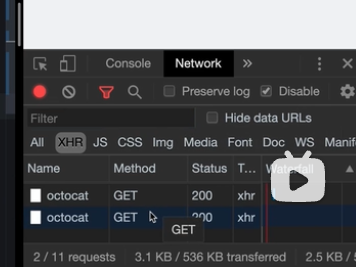 Console Network »
Preserve log Disable
Filter Hide data URLs
All XHR JS CSS Img Media Font Doc WS Manif
Name Method Status T... Waterfall
octocat GET 200 xhr
octocat GET 200 xhr
GET
2 / 11 requests 3.1 KB / 536 KB transferred 2.5 KB /